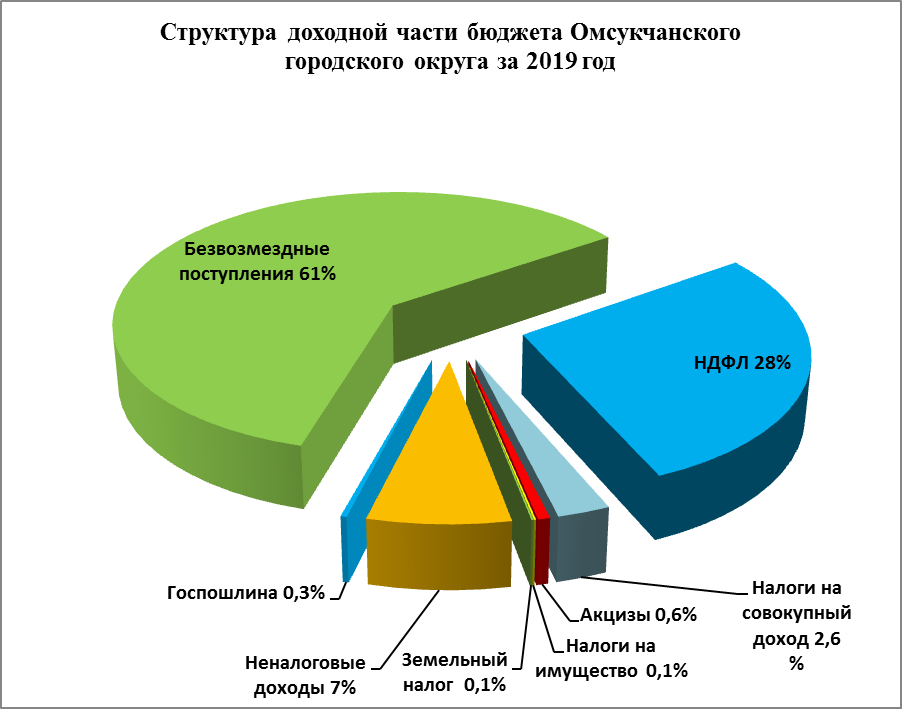 Структура доходной части бюджета Омсукчанского
городского округа за 2019 год
Безвозмездные
поступления 61%
НДФЛ 28%
Налоги на
совокупный
доход 2,6
%
Акцизы 0,6%
Налоги на
имущество 0,1%
Земельный
налог 0,1%
Неналоговые
доходы 7%
Госпошлина 0,3%